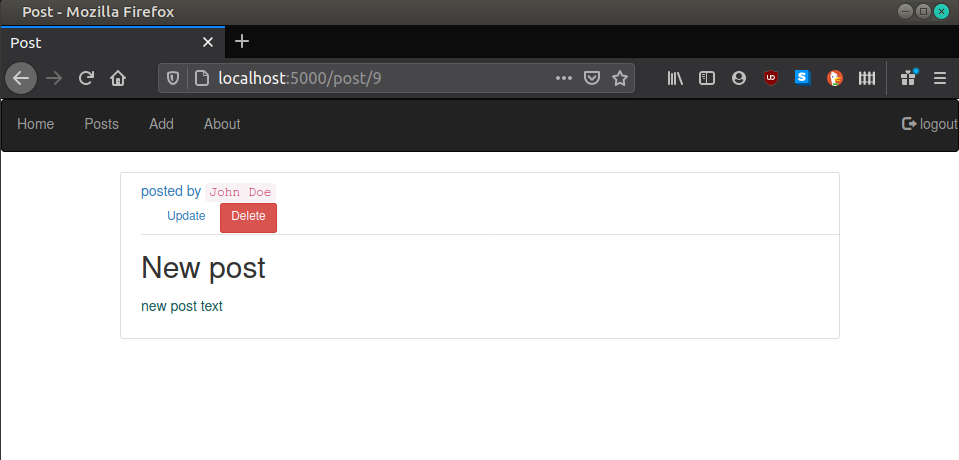 Post - Mozilla Firefox
Post
localhost:5000/post/9
Home Posts Add About logout
posted by John Doe
Update Delete
New post
new post text